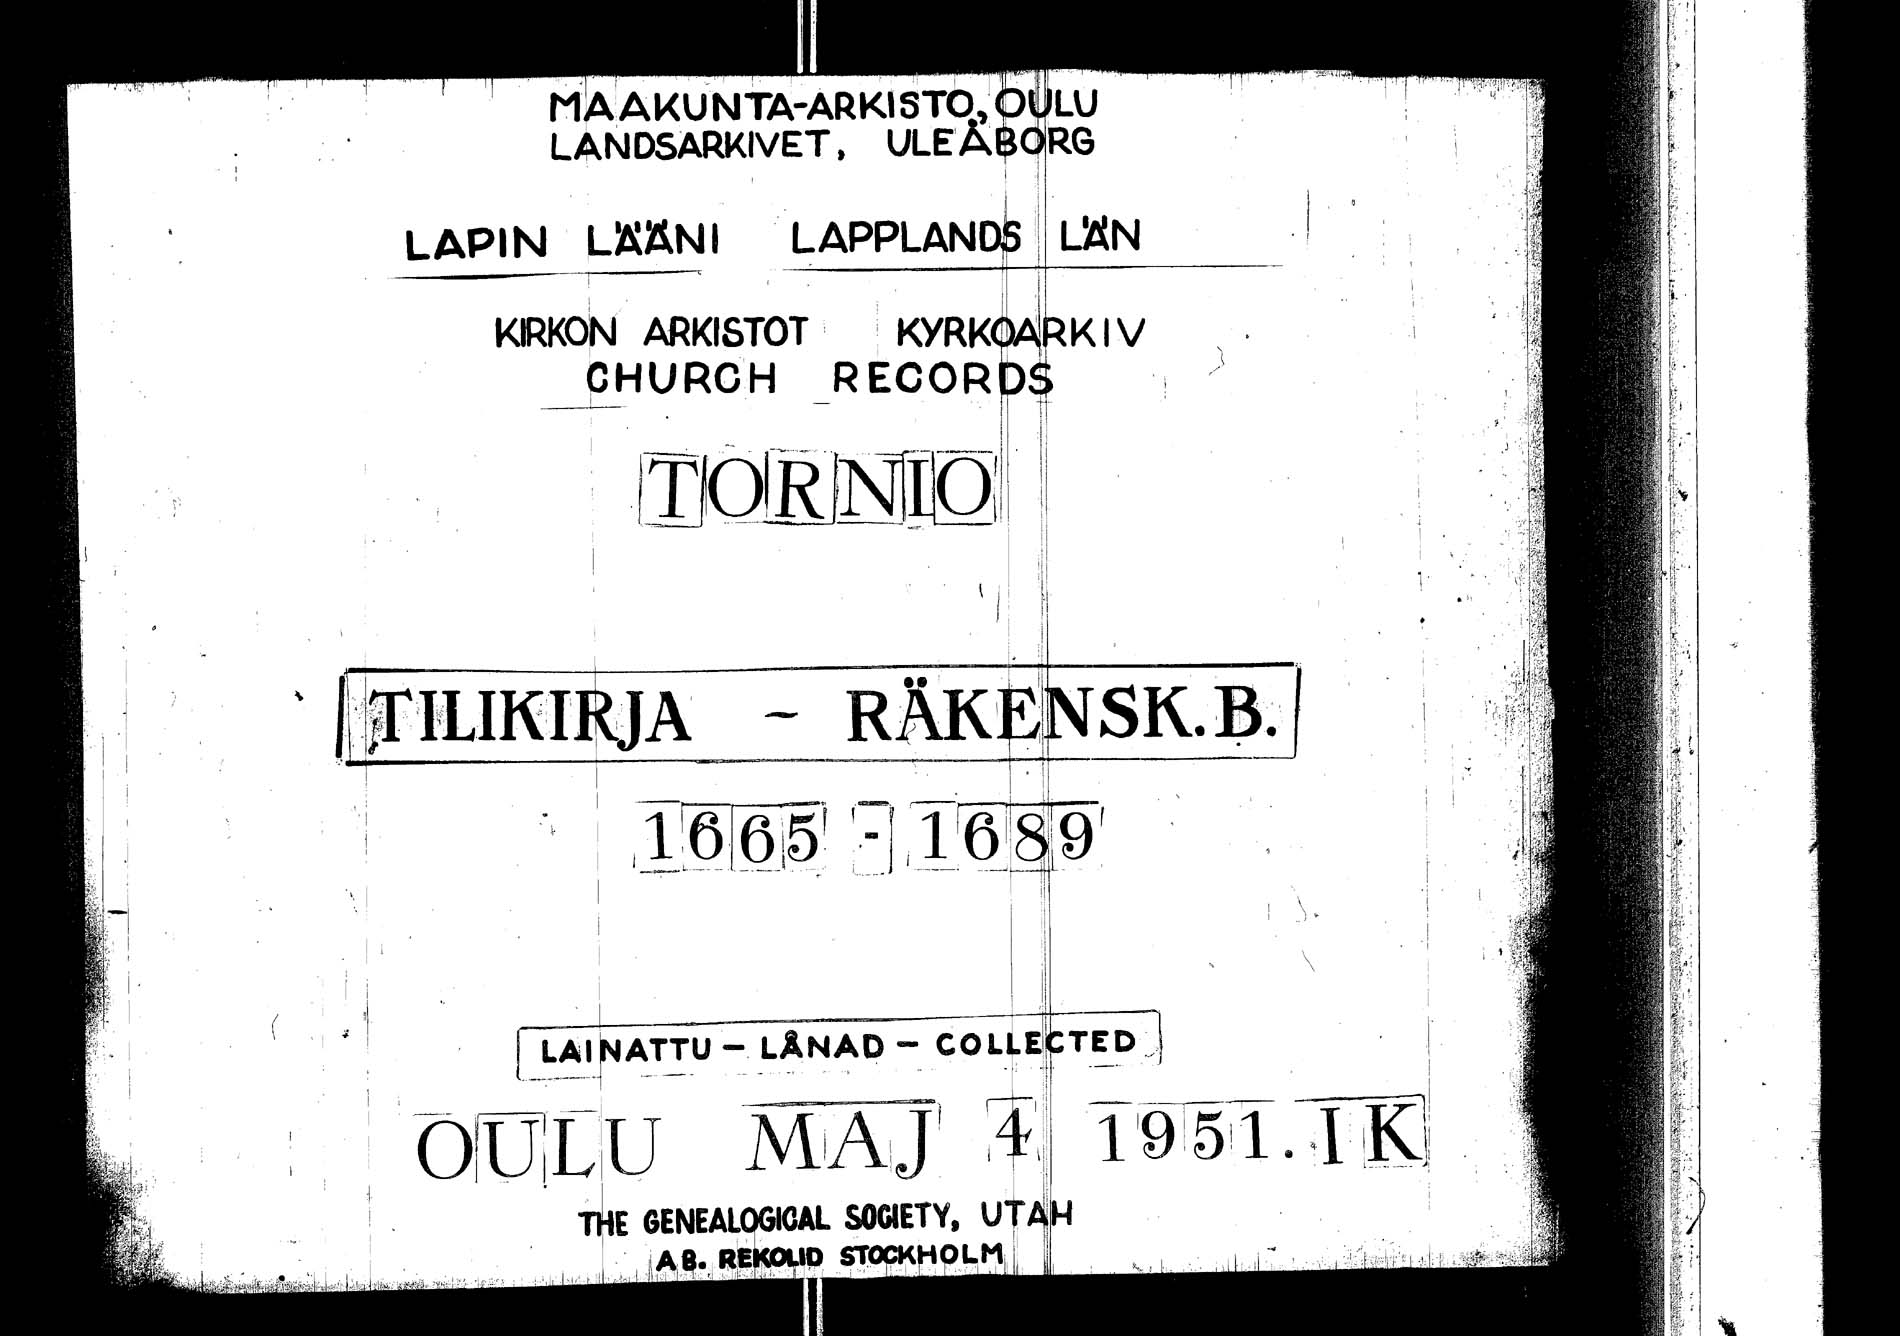 MAAKUNTA-ARKISTO, OULU
LANDSARKIVET, ULEÅBORG
LAPIN LÄÄNI LAPPLANDS LÄN
KIRKON ARKISTOT KYRKOARKIV
CHURCH RECORDS
TORNIO
TILIKIRJA - RÄKENSK. B.
1665 - 1689
LAINATTU - LÅNAD - COLLECTED
OULU MAJ 4 1951. IK
THE GENEALOGICAL SOCIETY, UTAH
AB. REKOLID STOCKHOLM